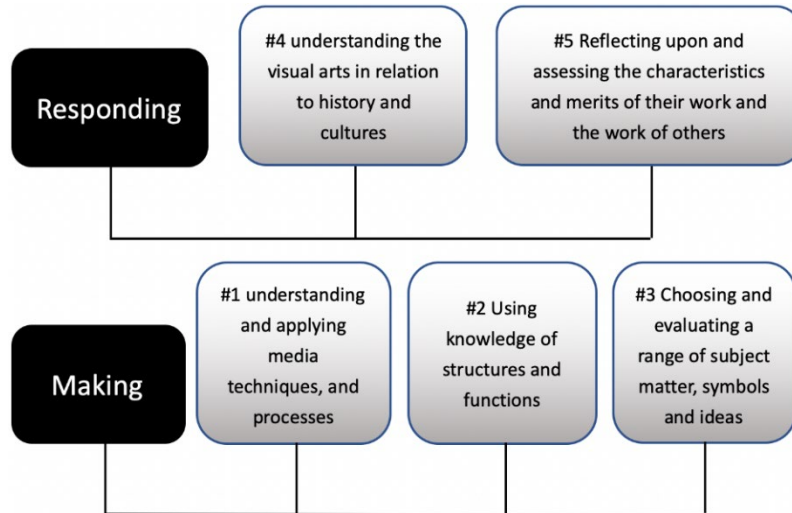 Responding
#4 understanding the
visual arts in relation
to history and
cultures
#5 Reflecting upon and
assessing the characteristics
and merits of their work and
the work of others
Making
#1 understanding
and applying
media
techniques, and
processes
#2 Using
knowledge of
structures and
functions
#3 Choosing and
evaluating a
range of subject
matter, symbols
and ideas